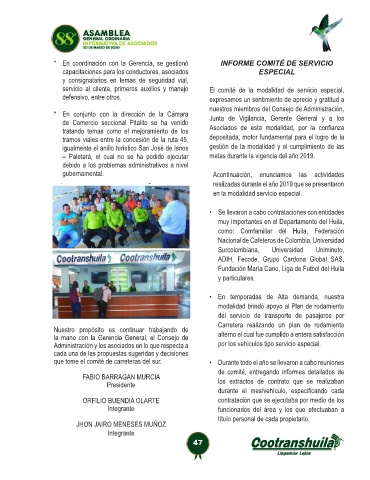 88°
ASAMBLEA
GENERAL ORDINARIA
INFORMATIVA DE ASOCIADOS
* En coordinación con la Gerencia, se gestionó
capacitaciones para los conductores, asociados
y consignatarios en temas de seguridad vial,
servicio al cliente, primeros auxilios y manejo
defensivo, entre otros.
* En conjunto con la dirección de la Cámara
de Comercio seccional Pitalito se ha venido
tratando temas como el mejoramiento de los
tramos viales entre la concesión de la ruta 45,
igualmente el anillo turístico San José de Isnos
– Paletará, el cual no se ha podido ejecutar
debido a los problemas administrativos a nivel
gubernamental.
Cootranshuila
Cootranshuila
Nuestro propósito es continuar trabajando de
la mano con la Gerencia General, el Consejo de
Administración y los asociados en lo que respecta a
cada una de las propuestas sugeridas y decisiones
que tome el comité de carreteras del sur.
FABIO BARRAGAN MURCIA
Presidente
ORFILIO BUENDIA OLARTE
Integrante
JHON JAIRO MENESES MUÑOZ
Integrante
INFORME COMITÉ DE SERVICIO
ESPECIAL
El comité de la modalidad de servicio especial,
expresamos un sentimiento de aprecio y gratitud a
nuestros miembros del Consejo de Administración,
Junta de Vigilancia, Gerente General y a los
Asociados de esta modalidad, por la confianza
depositada, motor fundamental para el logro de la
gestión de la modalidad y el cumplimiento de las
metas durante la vigencia del año 2019.
Acontinuación, enunciamos las actividades
realizadas durante el año 2019 que se presentaron
en la modalidad servicio especial.
• Se llevaron a cabo contrataciones con entidades
muy importantes en el Departamento del Huila,
como: Comfamiliar del Huila, Federación
Nacional de Cafeteros de Colombia, Universidad
Surcolombiana, Universidad Uniminuto,
ADIH, Fecode, Grupo Cardona Global SAS,
Fundación María Cano, Liga de Futbol del Huila
y particulares.
• En temporadas de Alta demanda, nuestra
modalidad brindó apoyo al Plan de rodamiento
del servicio de transporte de pasajeros por
Carretera realizando un plan de rodamiento
alterno el cual fue cumplido a entera satisfacción
por los vehículos tipo servicio especial.
• Durante todo el año se llevaron a cabo reuniones
de comité, entregando informes detallados de
los extractos de contrato que se realizaban
durante el mes/vehículo, especificando cada
contratación que se ejecutaba por medio de los
funcionarios del área y los que efectuaban a
título personal de cada propietario.
47
Cootranshuila
Llegamos Lejos